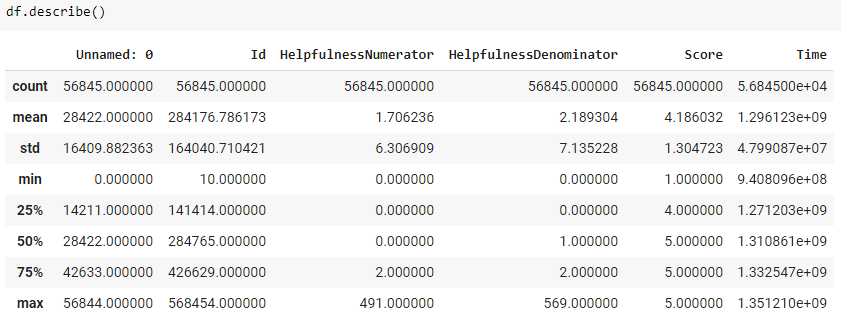 df.describe()
Unnamed: 0 Id HelpfulnessNumerator HelpfulnessDenominator Score Time
count 56845.000000 56845.000000 56845.000000 56845.000000 56845.000000 5.684500e+04
mean 28422.000000 284176.786173 1.706236 2.189304 4.186032 1.296123e+09
std 16409.882363 164040.710421 6.306909 7.135228 1.304723 4.799087e+07
min 0.000000 10.000000 0.000000 0.000000 1.000000 9.408096e+08
25% 14211.000000 141414.000000 0.000000 0.000000 4.000000 1.271203e+09
50% 28422.000000 284765.000000 0.000000 1.000000 5.000000 1.310861e+09
75% 42633.000000 426629.000000 2.000000 2.000000 5.000000 1.332547e+09
max 56844.000000 568454.000000 491.000000 569.000000 5.000000 1.351210e+09